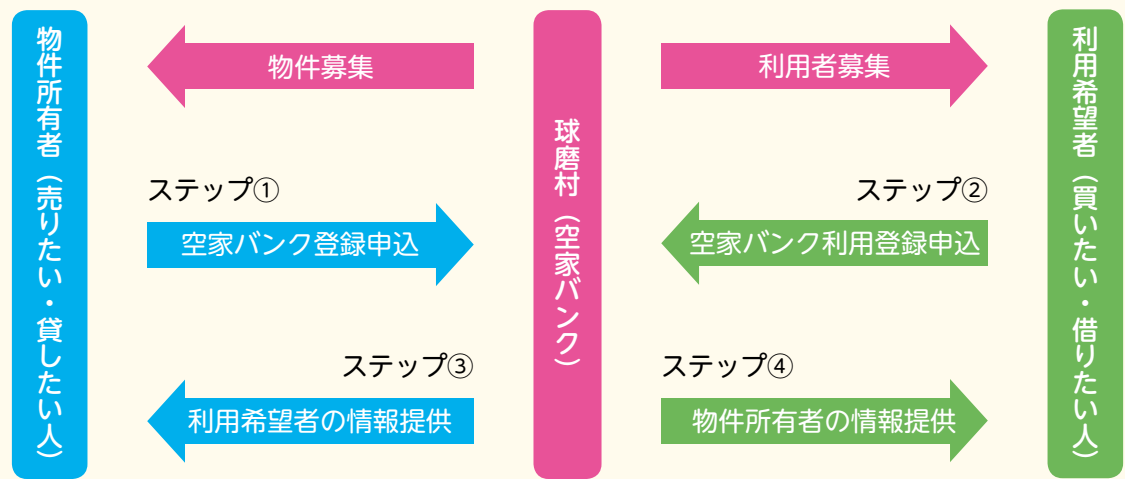 物件所有者（売りたい・貸したい人）
物件募集
ステップ①
空家バンク登録申込
ステップ③
利用希望者の情報提供
球磨村（空家バンク）
利用者募集
ステップ②
空家バンク利用登録申込
ステップ④
物件所有者の情報提供
利用希望者（買いたい・借りたい人）